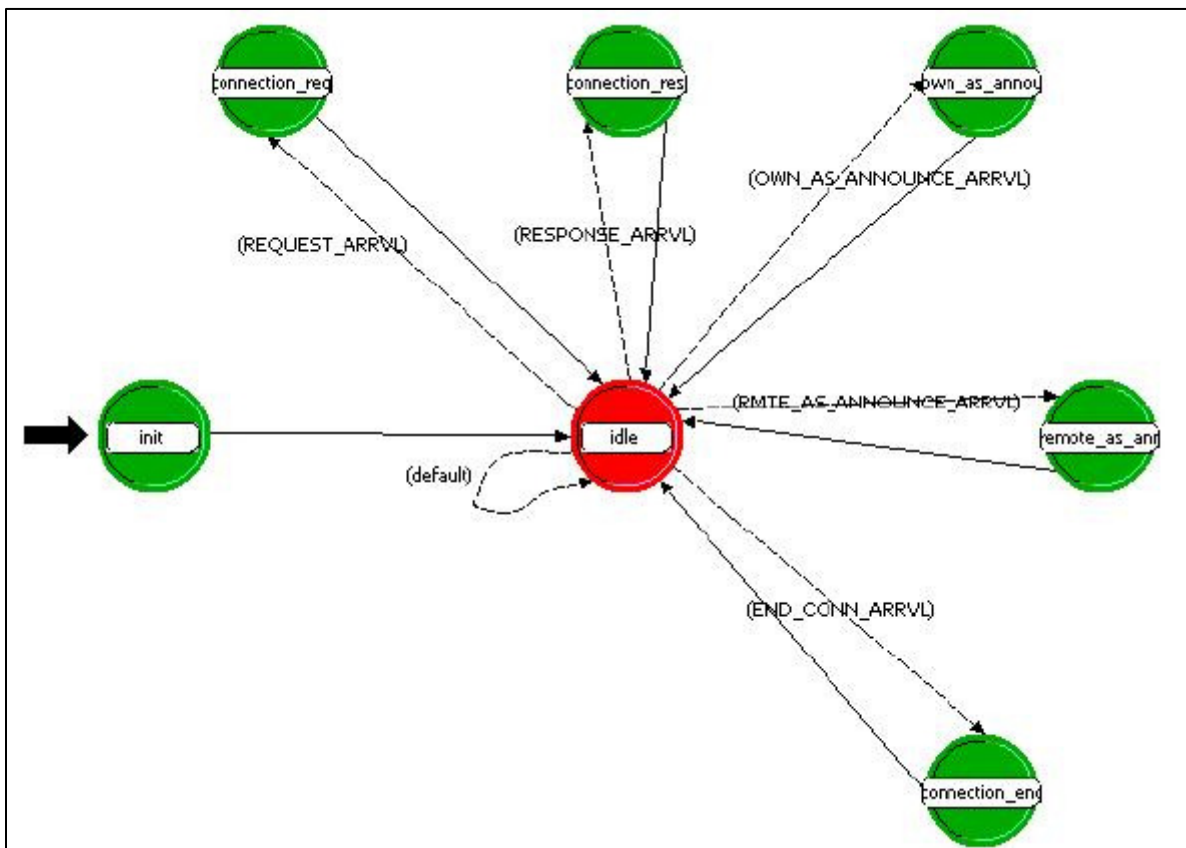 connection_req
connection_res
own_as_annou
(OWN_AS_ANNOUNCE_ARRVL)
(REQUEST_ARRVL)
(RESPONSE_ARRVL)
(RMTE_AS_ANNOUNCE_ARRVL)
init
idle
remote_as_ann
(default)
(END_CONN_ARRVL)
connection_end